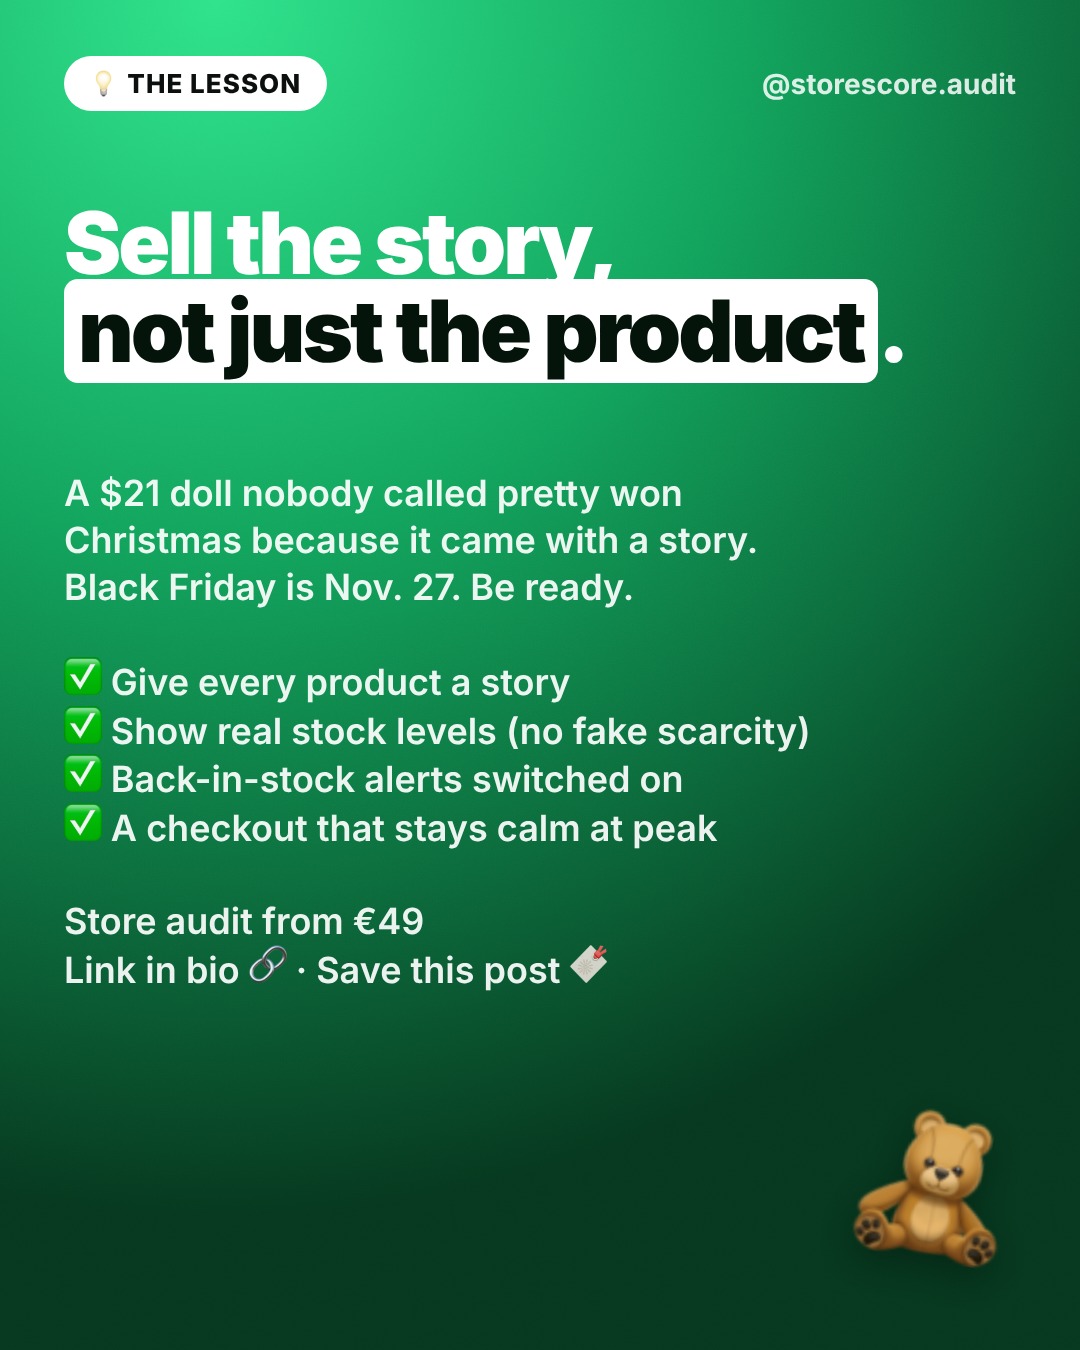 💡 THE LESSON
@storescore.audit
Sell the story,
not just the product.
A $21 doll nobody called pretty won
Christmas because it came with a story.
Black Friday is Nov. 27. Be ready.
✅ Give every product a story
✅ Show real stock levels (no fake scarcity)
✅ Back-in-stock alerts switched on
✅ A checkout that stays calm at peak
Store audit from €49
Link in bio 🔗 · Save this post 🔖